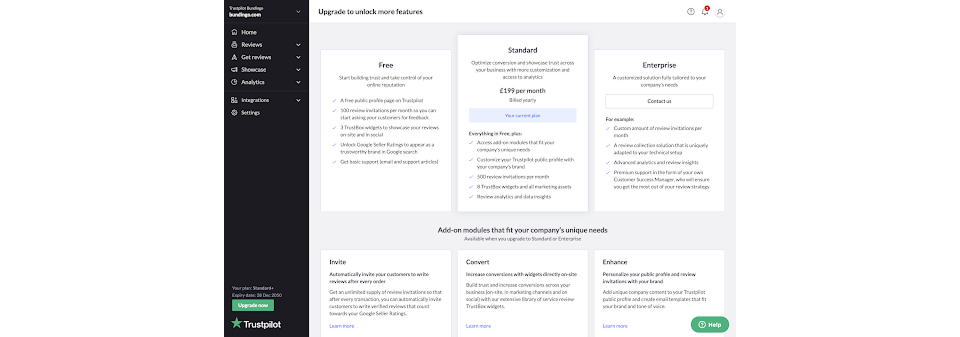 Trustpilot Bundingo
bundingo.com
Upgrade to unlock more features
1
Home
Reviews
Get reviews
Showcase
Analytics
Integrations
Settings
Free
Start building trust and take control of your
online reputation
A free public profile page on Trustpilot
100 review invitations per month so you can
start asking your customers for feedback
3 TrustBox widgets to showcase your reviews
on site and in social
Unlock Google Seller Ratings to appear as a
trustworthy brand in Google search
Get basic support (email and support articles)
Standard
Optimize conversion and showcase trust across
your business with more customization and
access to analytics
£199 per month
Billed yearly
Your current plan
Everything in Free, plus:
Access add-on modules that fit your
company's unique needs
Customize your Trustpilot public profile with
your company's brand
500 review invitations per month
8 TrustBox widgets and all marketing assets
Review analytics and data insights
Enterprise
A customized solution fully tailored to your
company's needs
Contact us
For example:
Custom amount of review invitations per
month
A review collection solution that is uniquely
adapted to your technical setup
Advanced analytics and review insights
Premium support in the form of your own
Customer Success Manager, who will ensure
you get the most out of your review strategy
Add-on modules that fit your company's unique needs
Available when you upgrade to Standard or Enterprise
Invite
Automatically invite your customers to write
reviews after every order
Get an unlimited supply of review invitations so that
after every transaction, you can automatically invite
customers to write verified reviews that count
towards your Google Seller Ratings.
Learn more
Convert
Increase conversions with widgets directly on-site
Build trust and increase conversions across your
business (on-site, in marketing channels and on
social) with our extensive library of service review
TrustBox widgets.
Learn more
Enhance
Personalize your public profile and review
invitations with your brand
Add unique company content to your Trustpilot
public profile and create email templates that fit
your brand and tone of voice.
Learn more
Your plan: Standard+
Expiry date: 28 Dec 2050
Upgrade now
Trustpilot
Help